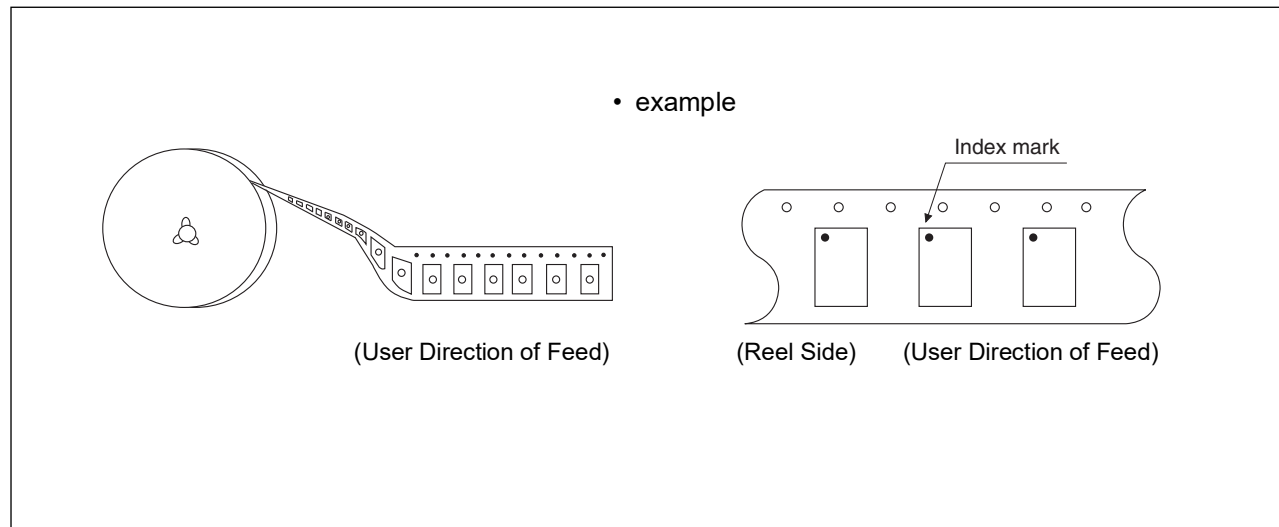 • example
Index mark
(User Direction of Feed)
(Reel Side)
(User Direction of Feed)